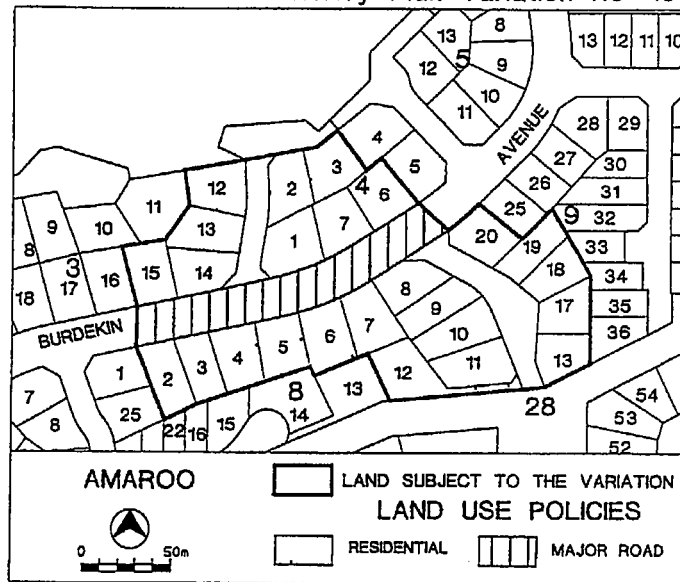 Plan Variation No
13 8 13 12 11 10
5
12 9
10
11
AVENUE
28 29
4
3 5 27 30
12 2 4 6 26 31
11 25 9 32
9 10 13 7 20 19 33
8 3 1 18 34
18 17 16 15 14 8 17 35
9
BURDEKIN 7 10 36
6 11 13
5
4
3
1 2 12
7 8 13 28 54
25 14 53
8 22 16 15 52
AMAROO
LAND SUBJECT TO THE VARIATION
LAND USE POLICIES
0 50m
RESIDENTIAL
MAJOR ROAD